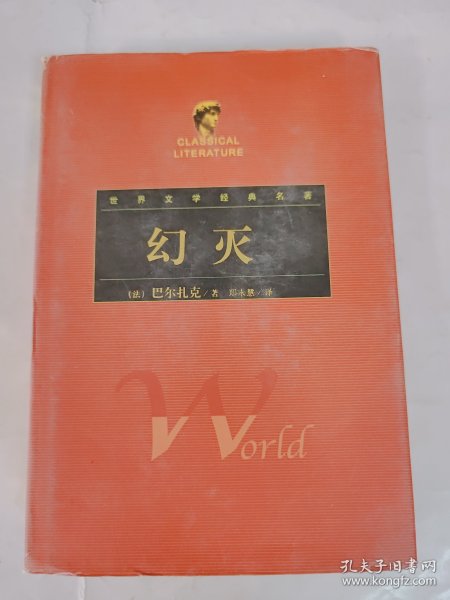 CLASSICAL
LITERATURE
世界文学经典名著
幻灭
(法) 巴尔扎克/著 郑永慧/译
World
孔夫子旧书网
www.kongfz.com